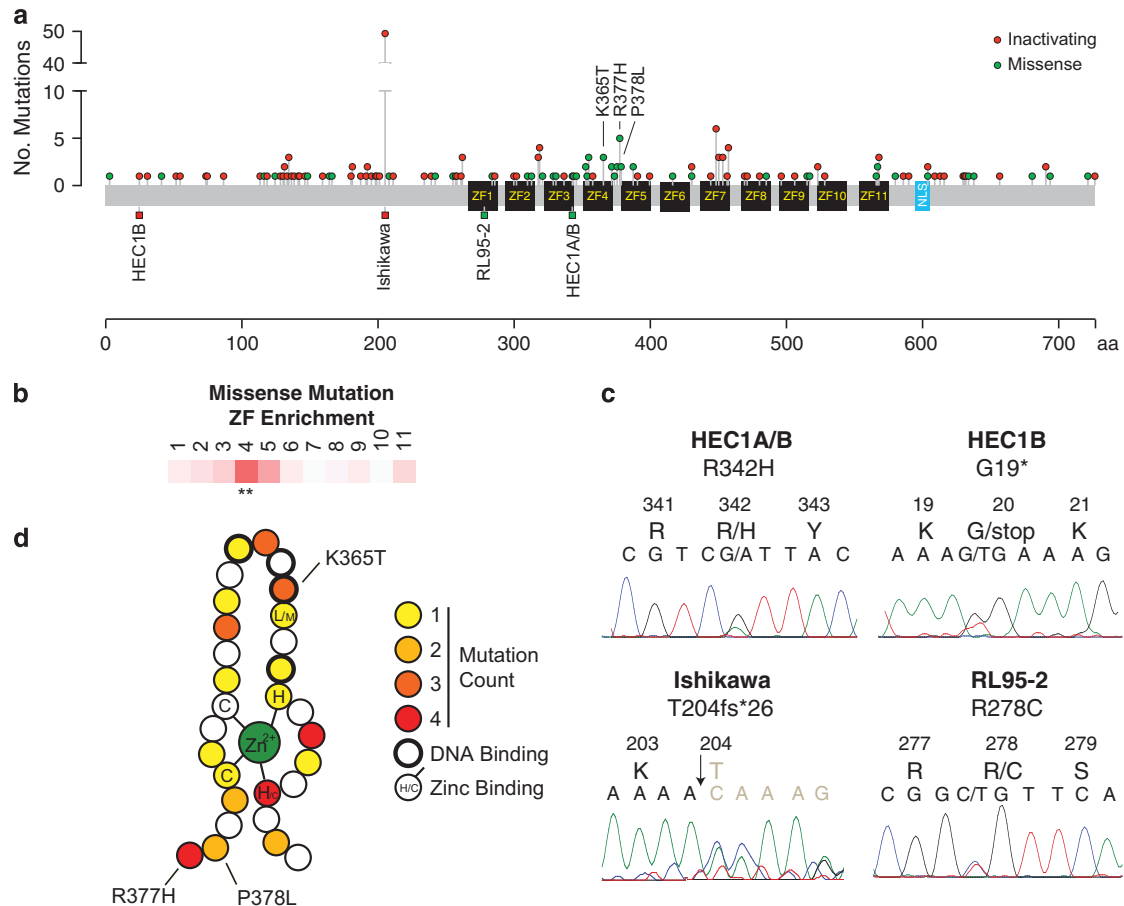 a
No. Mutations
50
40
10
5
0
Inactivating
Missense
K365T
R377H
P378L
ZF1 ZF2 ZF3 ZF4 ZF5 ZF6 ZF7 ZF8 ZF9 ZF10 ZF11 NLS
HEC1B
Ishikawa
RL95-2
HEC1A/B
0 100 200 300 400 500 600 700 aa
b
Missense Mutation
ZF Enrichment
1 2 3 4 5 6 7 8 9 10 11
**
c
HEC1A/B
R342H
341 342 343
R R/H Y
C G T C G/A T T A C
HEC1B
G19*
19 20 21
K G/stop K
A A A G/T G A A A G
Ishikawa
T204fs*26
203 204
K T
A A A A C A A A G
RL95-2
R278C
277 278 279
R R/C S
C G G C/T G T T C A
d
K365T
L/M
H
C
Zn2+
C
H/C
R377H
P378L
1
2
3
4
Mutation
Count
DNA Binding
H/C Zinc Binding